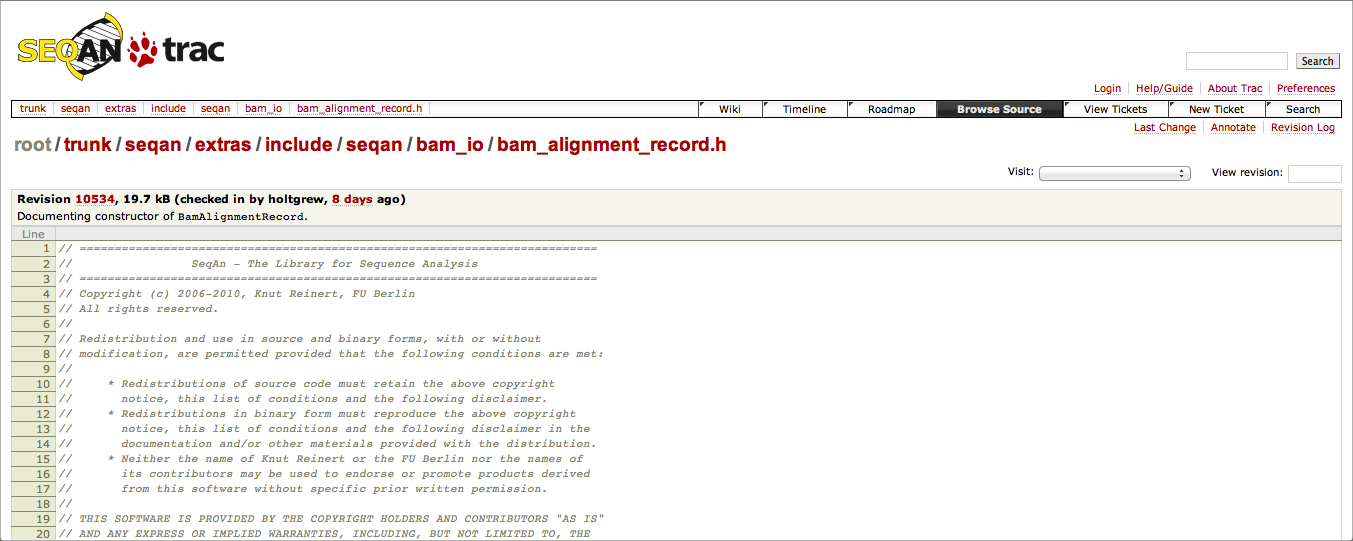 SEQAN trac
Search
Login Help/Guide About Trac Preferences
trunk seqan extras include seqan bam_io bam_alignment_record.h
Wiki Timeline Roadmap Browse Source View Tickets New Ticket Search
Last Change Annotate Revision Log
root / trunk / seqan / extras / include / seqan / bam_io / bam_alignment_record.h
Visit: View revision:
Revision 10534, 19.7 kB (checked in by holtgrew, 8 days ago)
Documenting constructor of BamAlignmentRecord.
Line
1 // ==========================================================================
2 //                 SeqAn - The Library for Sequence Analysis
3 // ==========================================================================
4 // Copyright (c) 2006-2010, Knut Reinert, FU Berlin
5 // All rights reserved.
6 //
7 // Redistribution and use in source and binary forms, with or without
8 // modification, are permitted provided that the following conditions are met:
9 //
10 //     * Redistributions of source code must retain the above copyright
11 //       notice, this list of conditions and the following disclaimer.
12 //     * Redistributions in binary form must reproduce the above copyright
13 //       notice, this list of conditions and the following disclaimer in the
14 //       documentation and/or other materials provided with the distribution.
15 //     * Neither the name of Knut Reinert or the FU Berlin nor the names of
16 //       its contributors may be used to endorse or promote products derived
17 //       from this software without specific prior written permission.
18 //
19 // THIS SOFTWARE IS PROVIDED BY THE COPYRIGHT HOLDERS AND CONTRIBUTORS "AS IS"
20 // AND ANY EXPRESS OR IMPLIED WARRANTIES, INCLUDING, BUT NOT LIMITED TO, THE